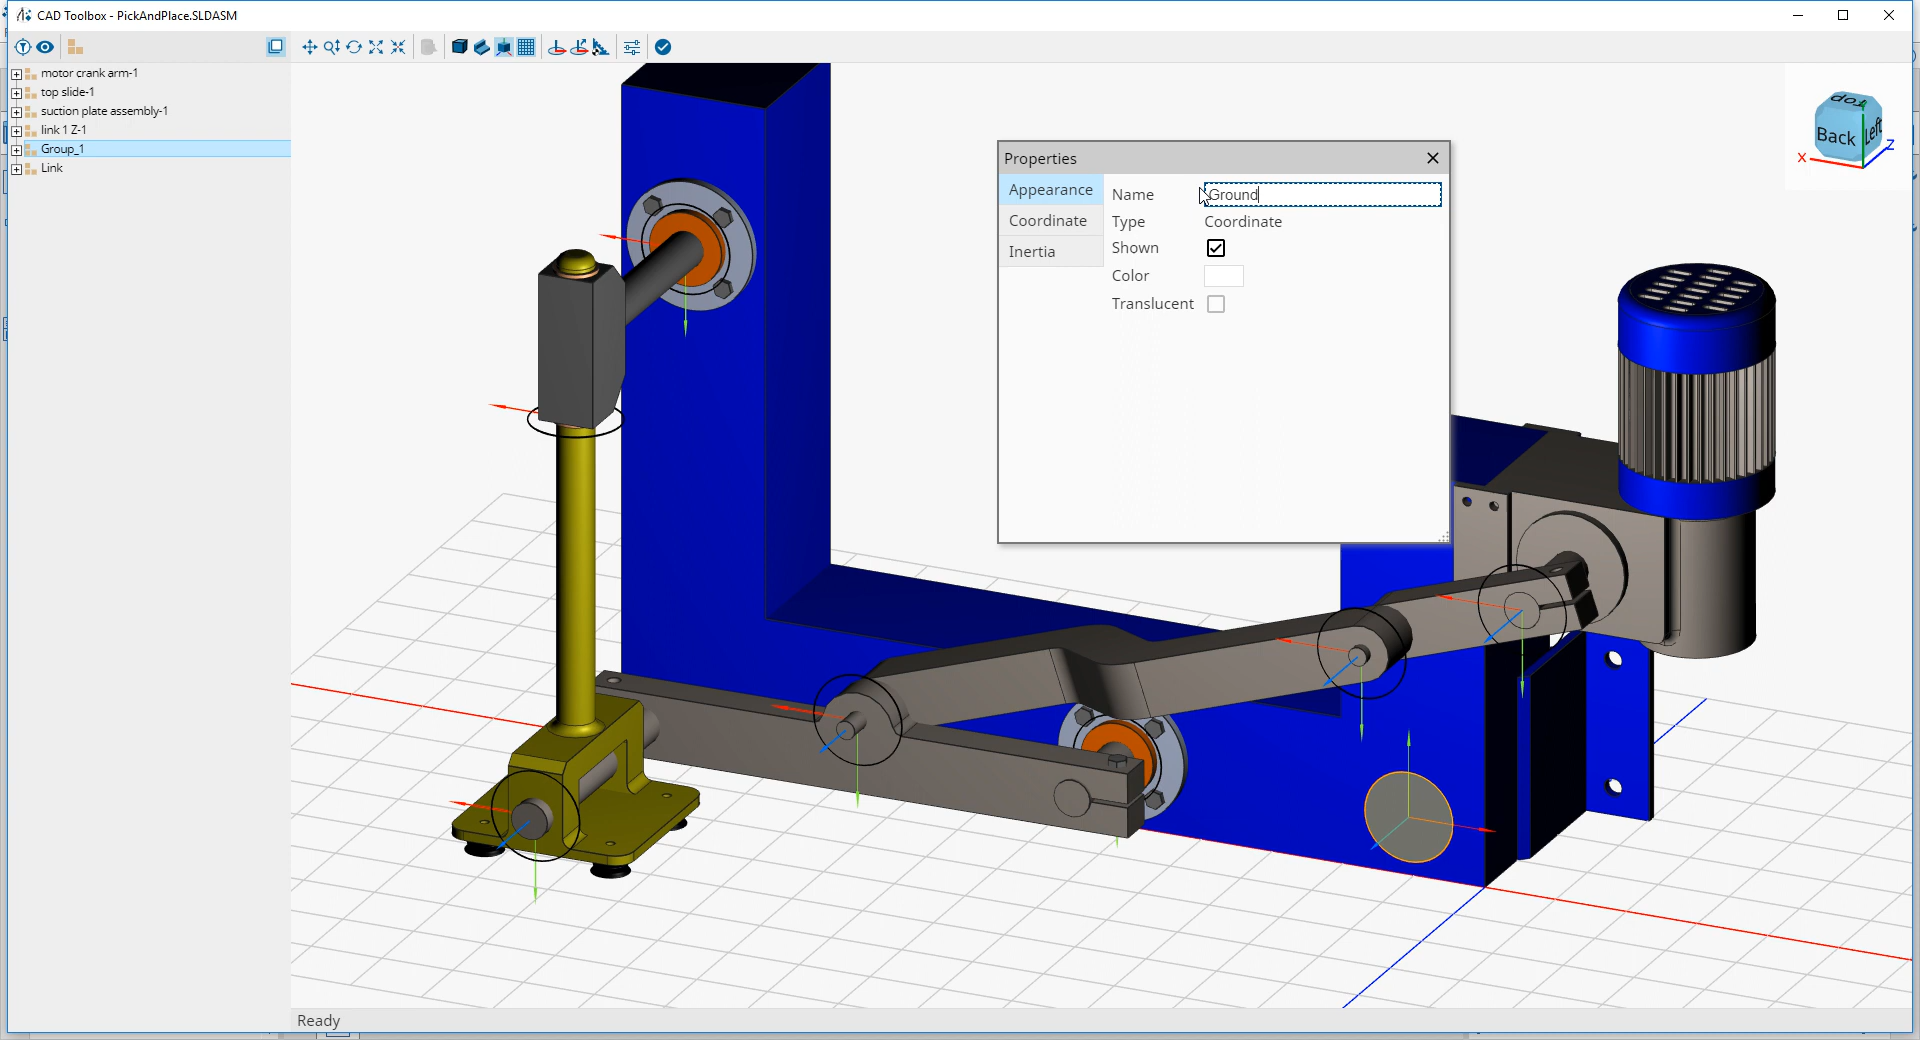 CAD Toolbox - PickAndPlace.SLDASM
motor crank arm-1
top slide-1
suction plate assembly-1
link 1 Z-1
Group_1
Link
Properties
Appearance
Coordinate
Inertia
Name Ground
Type Coordinate
Shown
Color
Translucent
Top
Back
Left
X
Z
Ready